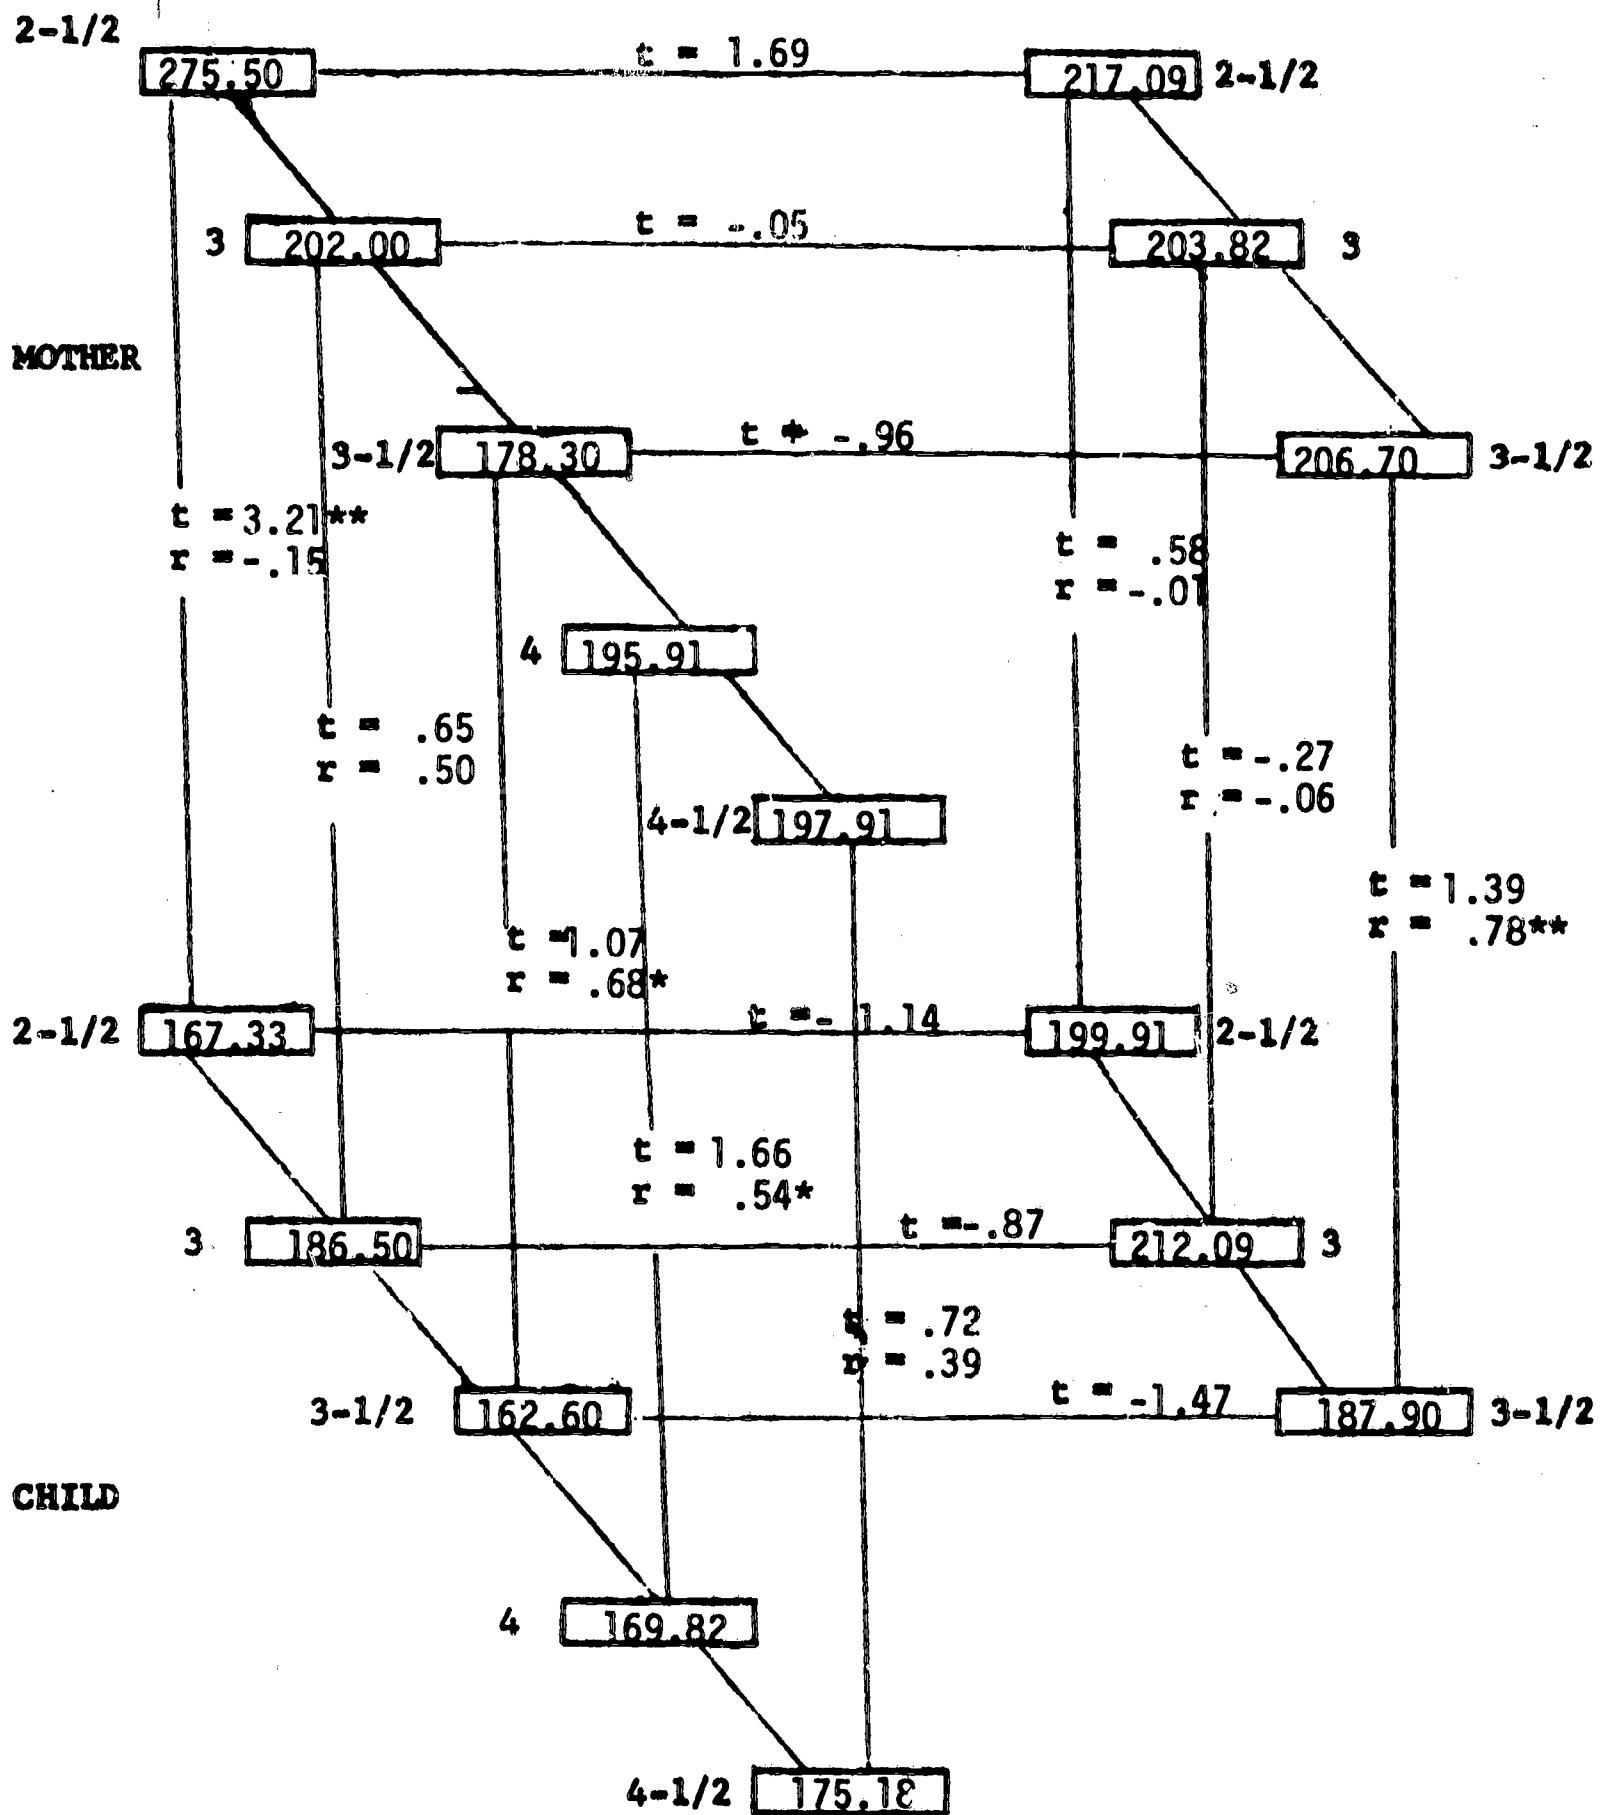 2-1/2
275.50 t = 1.69 217.09 2-1/2
3 202.00 t = -.05 203.82 3
MOTHER
3-1/2 178.30 t = -.96 206.70 3-1/2
t = 3.21** t = .58
r = -.15 r = -.01
4 195.91
t = .65 t = -.27
r = .50 r = -.06
4-1/2 197.91
t = 1.39
r = .78**
t = 1.07
r = .68*
2-1/2 167.33 t = - 1.14 199.91 2-1/2
t = 1.66
r = .54*
3 186.50 t = -.87 212.09 3
t = .72
r = .39
3-1/2 162.60 t = -1.47 187.90 3-1/2
CHILD
4 169.82
4-1/2 175.18